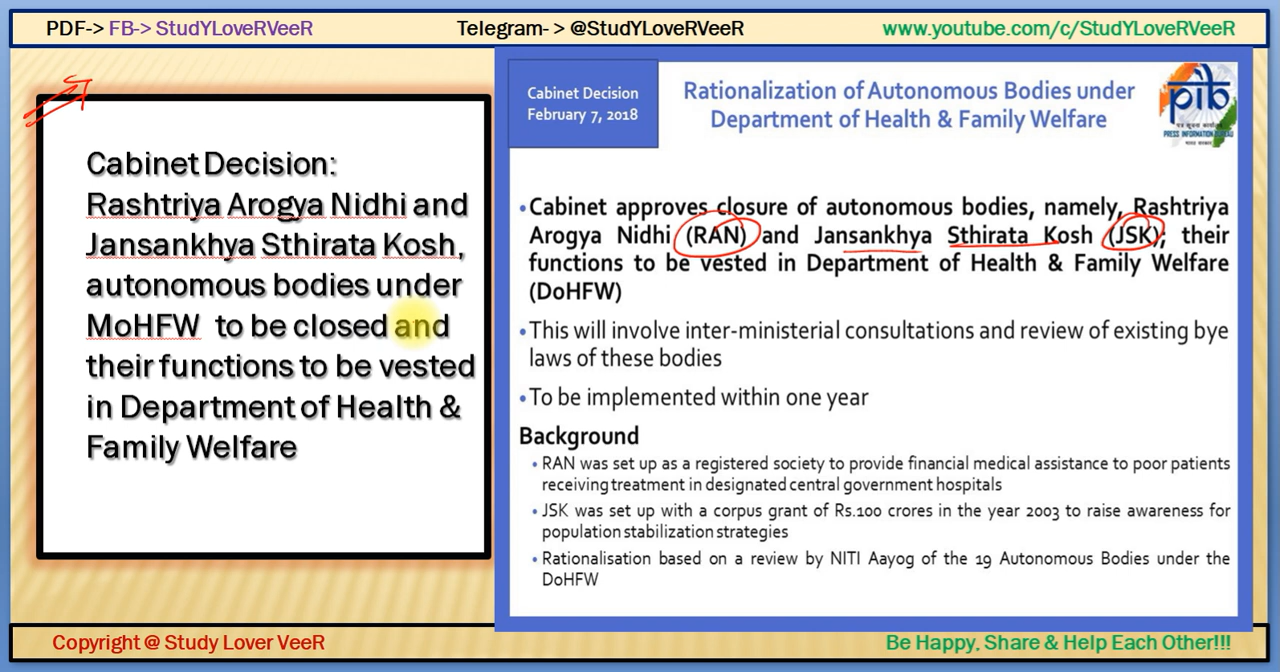 PDF-> FB-> StudYLoveRVeeR
Telegram- > @StudYLoveRVeeR
www.youtube.com/c/StudYLoveRVeeR
Cabinet Decision:
Rashtriya Arogya Nidhi and
Jansankhya Sthirata Kosh,
autonomous bodies under
MoHFW to be closed and
their functions to be vested
in Department of Health &
Family Welfare
Cabinet Decision
February 7, 2018
Rationalization of Autonomous Bodies under
Department of Health & Family Welfare
pib
PRESS INFORMATION BUREAU
भारत सरकार
•Cabinet approves closure of autonomous bodies, namely, Rashtriya
Arogya Nidhi (RAN) and Jansankhya Sthirata Kosh (JSK); their
functions to be vested in Department of Health & Family Welfare
(DoHFW)
•This will involve inter-ministerial consultations and review of existing bye
laws of these bodies
•To be implemented within one year
Background
• RAN was set up as a registered society to provide financial medical assistance to poor patients
receiving treatment in designated central government hospitals
• JSK was set up with a corpus grant of Rs.100 crores in the year 2003 to raise awareness for
population stabilization strategies
• Rationalisation based on a review by NITI Aayog of the 19 Autonomous Bodies under the
DoHFW
Copyright @ Study Lover VeeR
Be Happy, Share & Help Each Other!!!